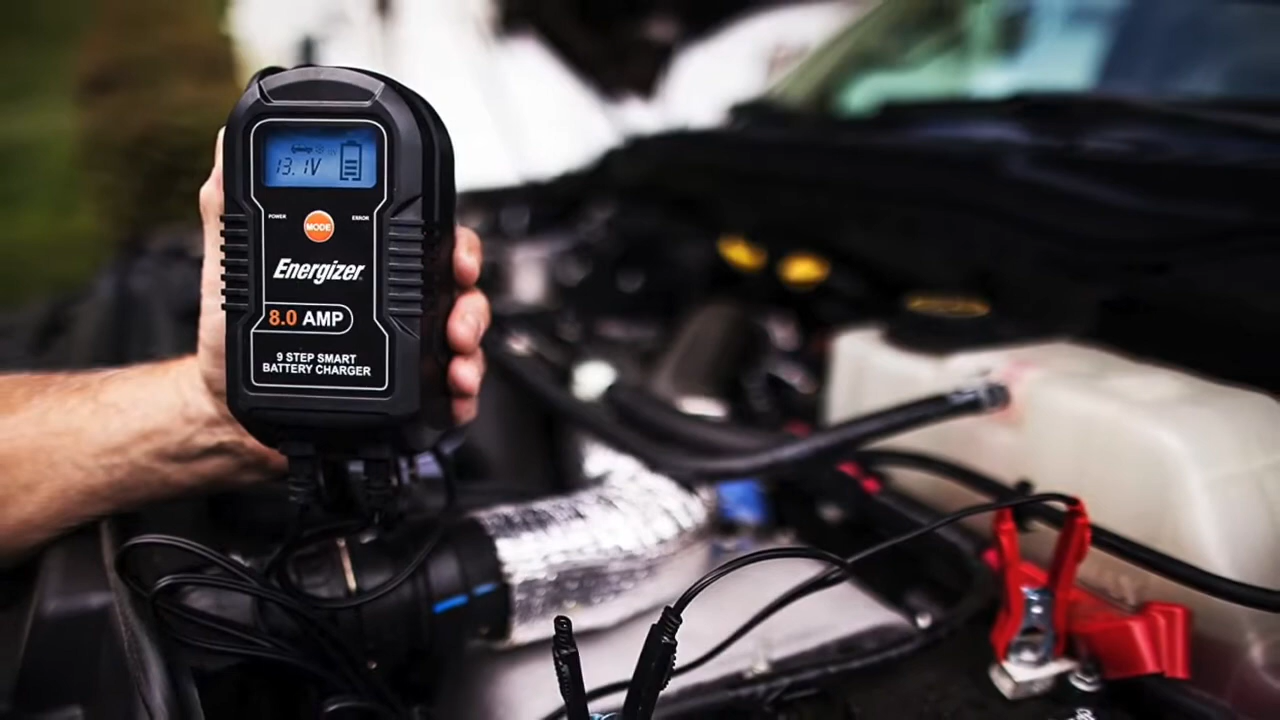 13.1V
POWER
ERROR
MODE
Energizer
8.0 AMP
9 STEP SMART
BATTERY CHARGER